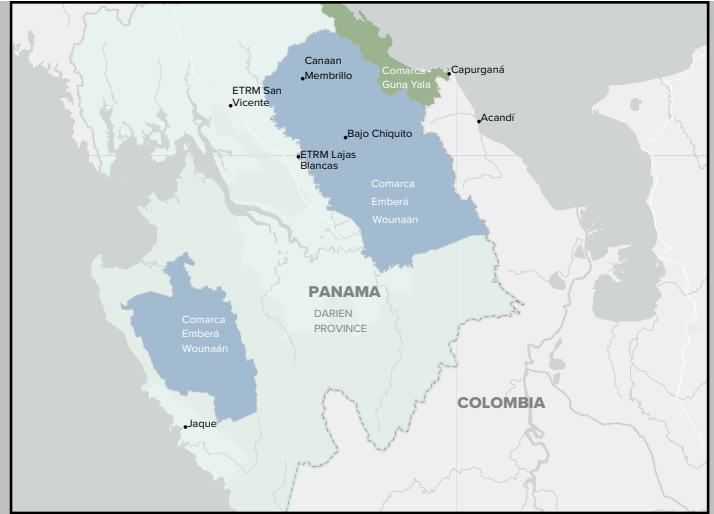 Canaan
Membrillo
Comarca
Guna Yala
Capurganá
ETRM San
Vicente
Acandí
Bajo Chiquito
ETRM Lajas
Blancas
Comarca
Emberá
Wounaán
PANAMA
DARIEN
PROVINCE
Comarca
Emberá
Wounaán
COLOMBIA
Jaque